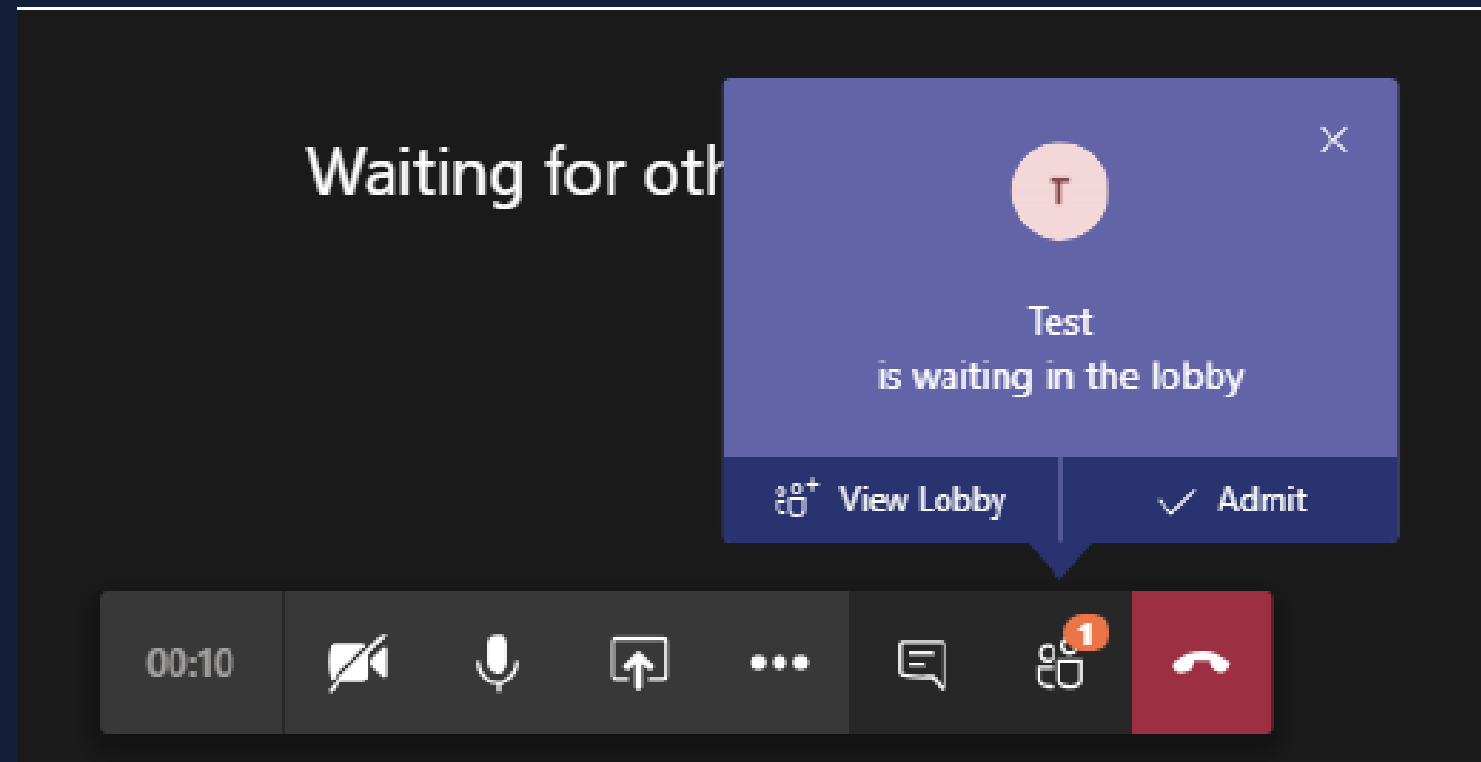 Waiting for oth
T
Test
is waiting in the lobby
View Lobby
Admit
00:10
1